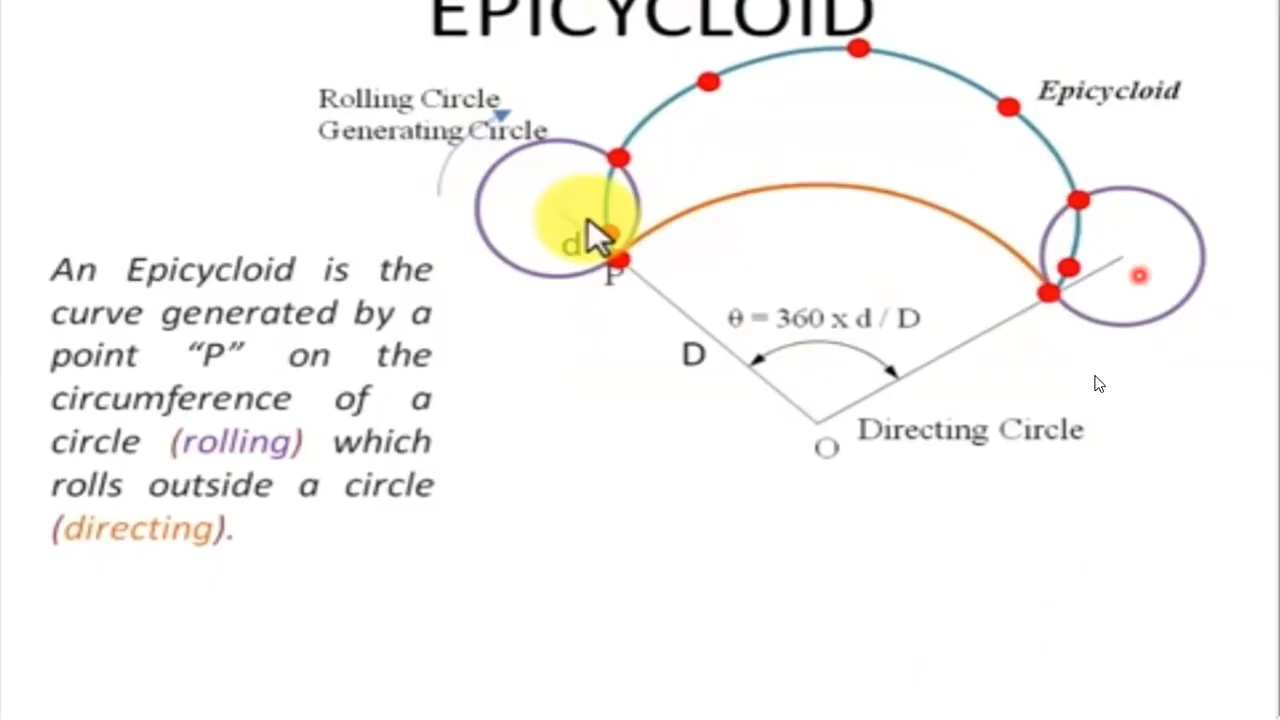 EPICYCLOID
Rolling Circle
Generating Circle
Epicycloid
d
P
θ = 360 x d / D
D
O
Directing Circle
An Epicycloid is the
curve generated by a
point “P” on the
circumference of a
circle (rolling) which
rolls outside a circle
(directing).